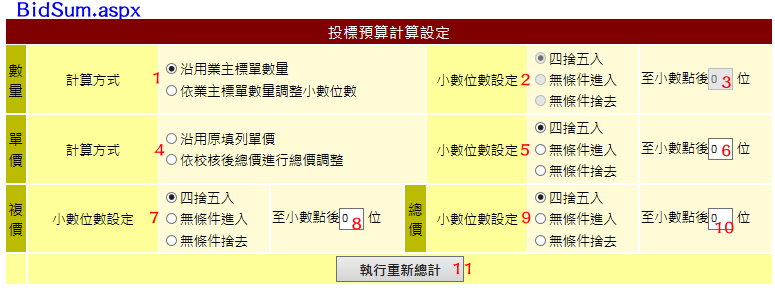 BidSum.aspx
投標預算計算設定
數量
計算方式 1
沿用業主標單數量
依業主標單數量調整小數位數
小數位數設定 2
四捨五入
無條件進入
無條件捨去
至小數點後 0 3 位
單價
計算方式 4
沿用原填列單價
依校核後總價進行總價調整
小數位數設定 5
四捨五入
無條件進入
無條件捨去
至小數點後 0 6 位
複價
小數位數設定 7
四捨五入
無條件進入
無條件捨去
至小數點後 0 8 位
總價
小數位數設定 9
四捨五入
無條件進入
無條件捨去
至小數點後 0 10 位
執行重新總計 11